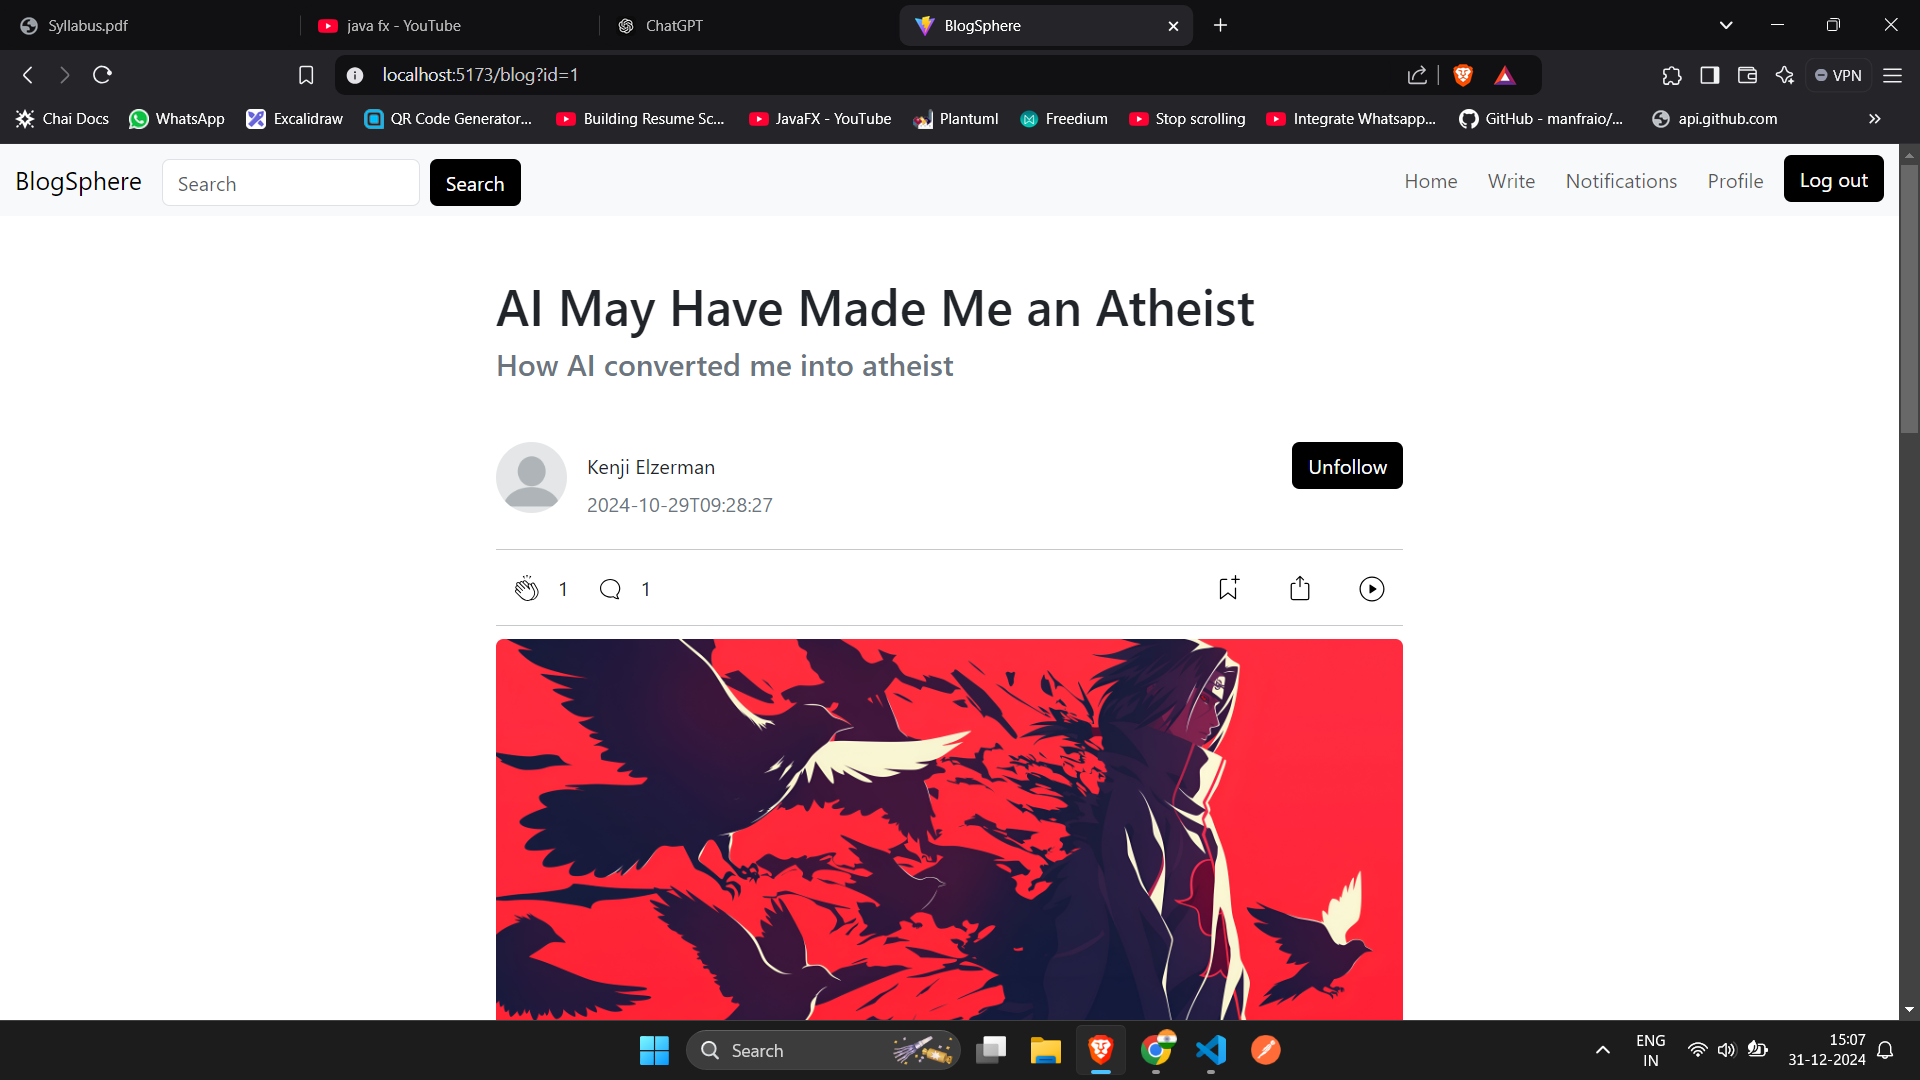 Syllabus.pdf
java fx - YouTube
ChatGPT
BlogSphere
localhost:5173/blog?id=1
VPN
Chai Docs
WhatsApp
Excalidraw
QR Code Generator...
Building Resume Sc...
JavaFX - YouTube
Plantuml
Freedium
Stop scrolling
Integrate Whatsapp...
GitHub - manfraio/...
api.github.com
BlogSphere
Search
Search
Home
Write
Notifications
Profile
Log out
AI May Have Made Me an Atheist
How AI converted me into atheist
Kenji Elzerman
Unfollow
2024-10-29T09:28:27
1
1
Search
ENG
IN
15:07
31-12-2024